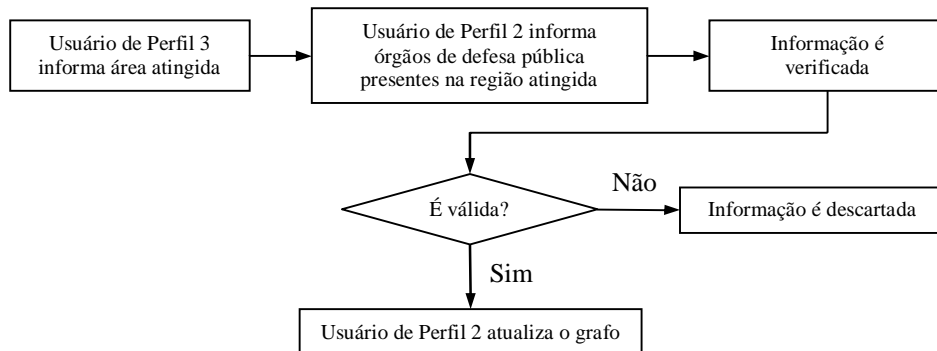 Usuário de Perfil 3
informa área atingida
Usuário de Perfil 2 informa
órgãos de defesa pública
presentes na região atingida
Informação é
verificada
É válida?
Não
Informação é descartada
Sim
Usuário de Perfil 2 atualiza o grafo